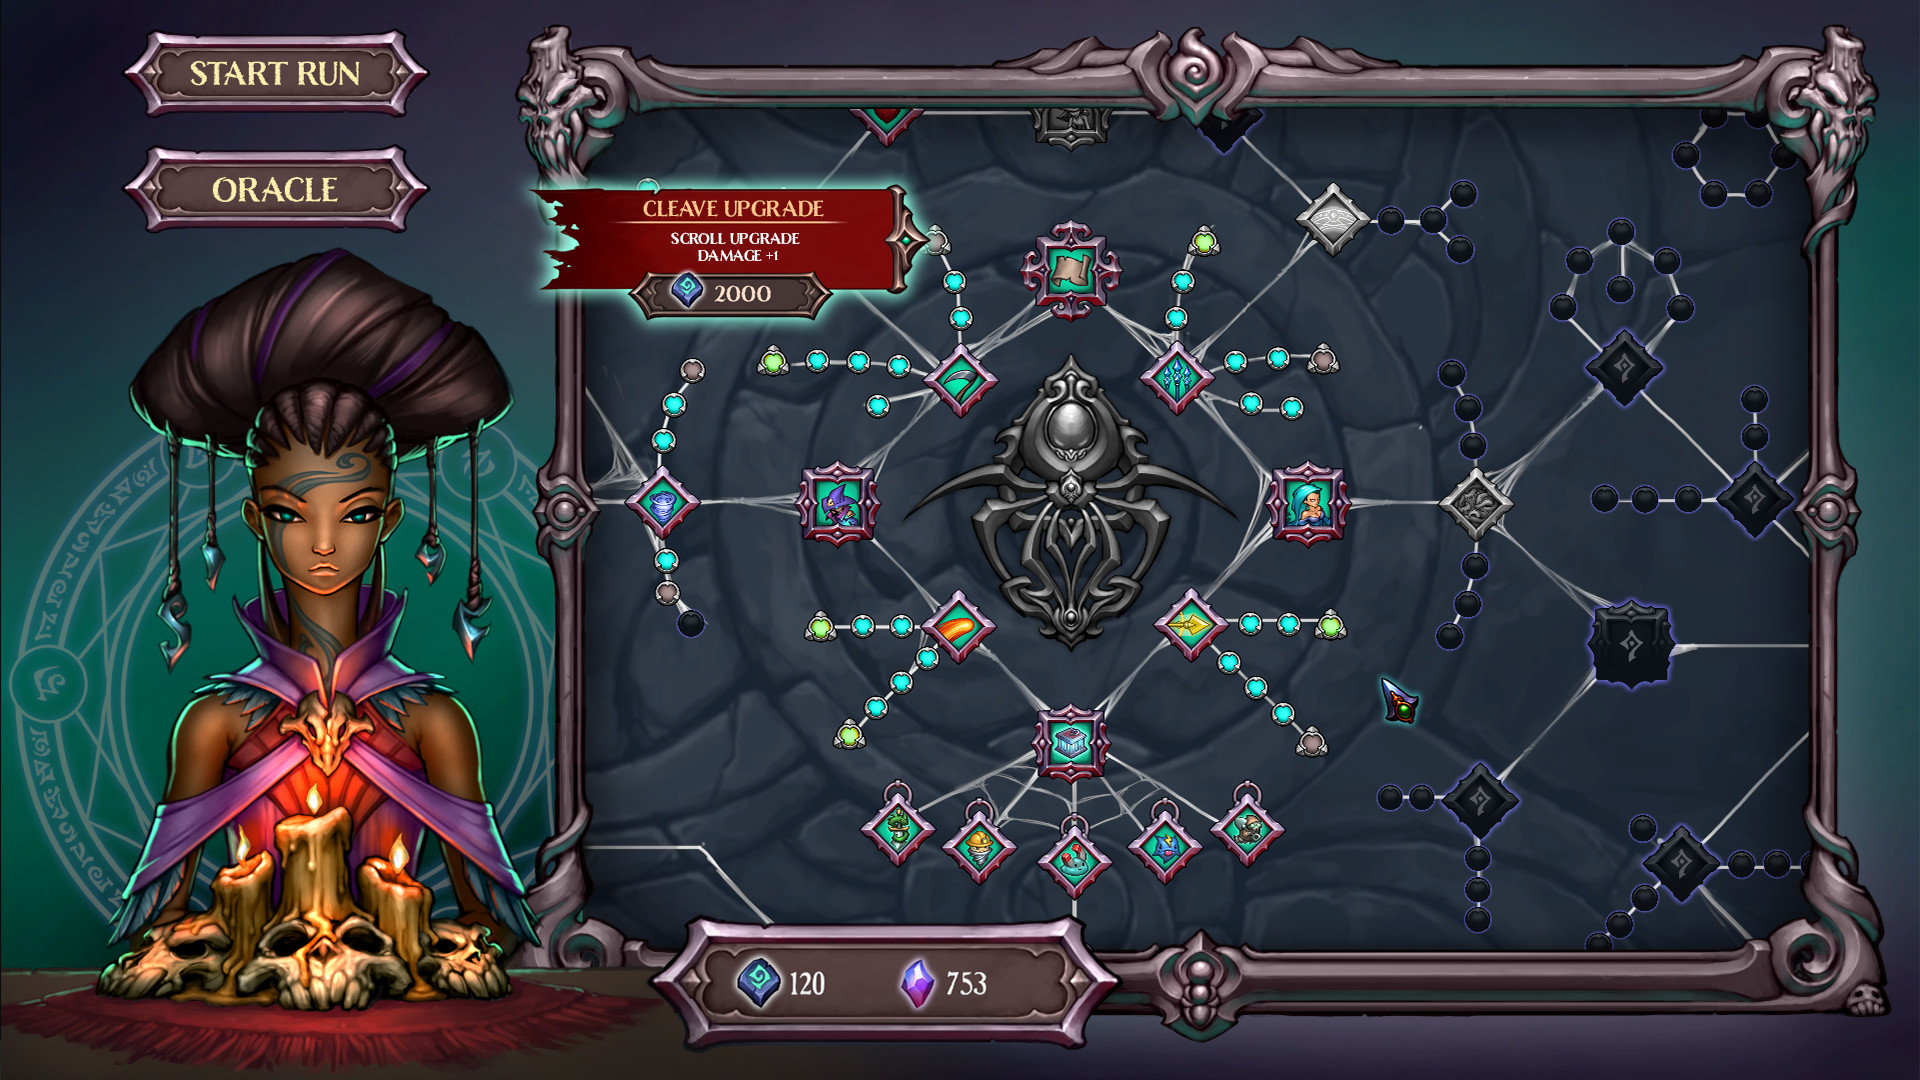 START RUN
ORACLE
CLEAVE UPGRADE
SCROLL UPGRADE
DAMAGE +1
2000
120
753